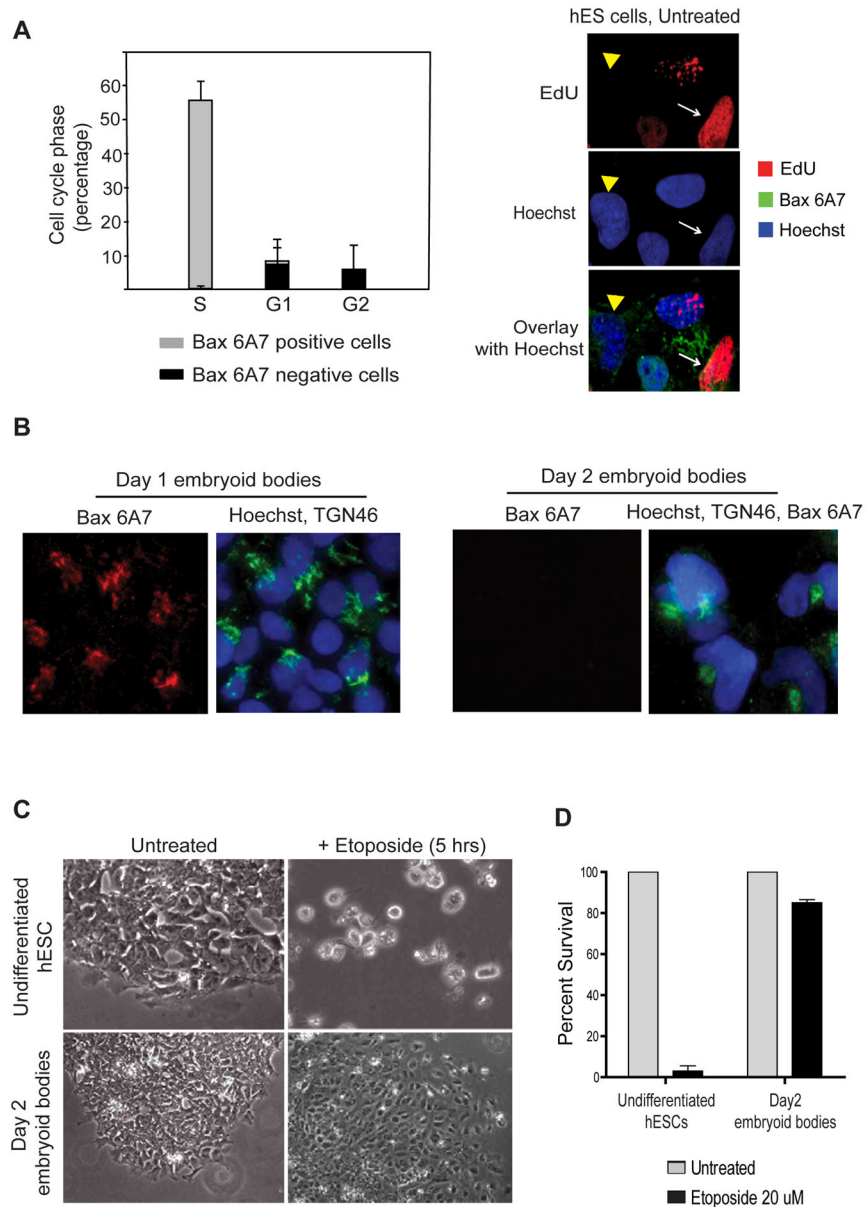 A
Cell cycle phase
(percentage)
60
50
40
30
20
10
S G1 G2
Bax 6A7 positive cells
Bax 6A7 negative cells
hES cells, Untreated
EdU
Hoechst
Overlay
with Hoechst
EdU
Bax 6A7
Hoechst
B
Day 1 embryoid bodies
Bax 6A7 Hoechst, TGN46
Day 2 embryoid bodies
Bax 6A7 Hoechst, TGN46, Bax 6A7
C
Untreated + Etoposide (5 hrs)
Undifferentiated
hESC
Day 2
embryoid bodies
D
Percent Survival
100
80
60
40
20
0
Undifferentiated
hESCs
Day2
embryoid bodies
Untreated
Etoposide 20 uM